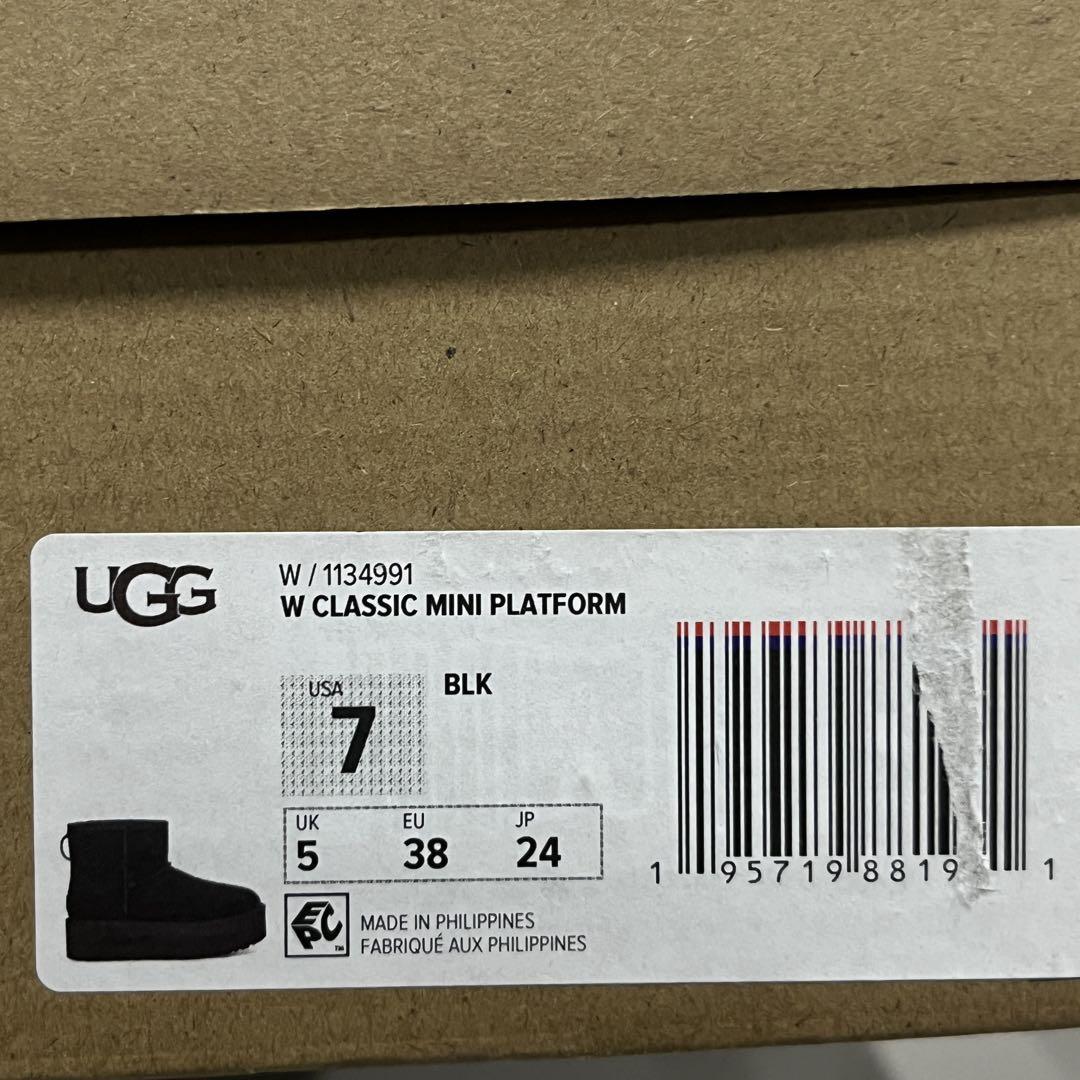 UGG
W / 1134991
W CLASSIC MINI PLATFORM
USA
7
BLK
UK EU JP
5 38 24
EPC™
MADE IN PHILIPPINES
FABRIQUÉ AUX PHILIPPINES
1 95719 8819 1